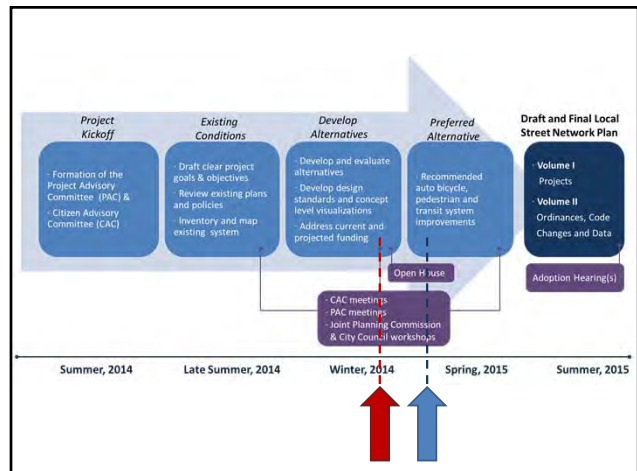 Project
Kickoff
· Formation of the
Project Advisory
Committee (PAC) &
· Citizen Advisory
Committee (CAC)
Existing
Conditions
· Draft clear project
goals & objectives
· Review existing plans
and policies
· Inventory and map
existing system
Develop
Alternatives
· Develop and evaluate
alternatives
· Develop design
standards and concept
level visualizations
· Address current and
projected funding
Preferred
Alternative
Recommended
auto bicycle,
pedestrian and
transit system
improvements
Draft and Final Local
Street Network Plan
· Volume I
Projects
· Volume II
Ordinances, Code
Changes and Data
Open House
Adoption Hearing(s)
· CAC meetings
· PAC meetings
· Joint Planning Commission
& City Council workshops
Summer, 2014
Late Summer, 2014
Winter, 2014
Spring, 2015
Summer, 2015